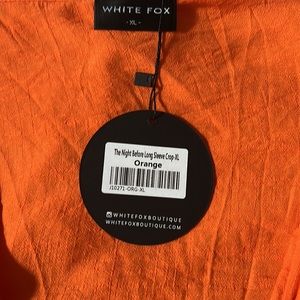 WHITE FOX
- XL -
The Night Before Long Sleeve Crop-XL
Orange
J10271-ORG-XL
WHITEFOXBOUTIQUE
WHITEFOXBOUTIQUE.COM